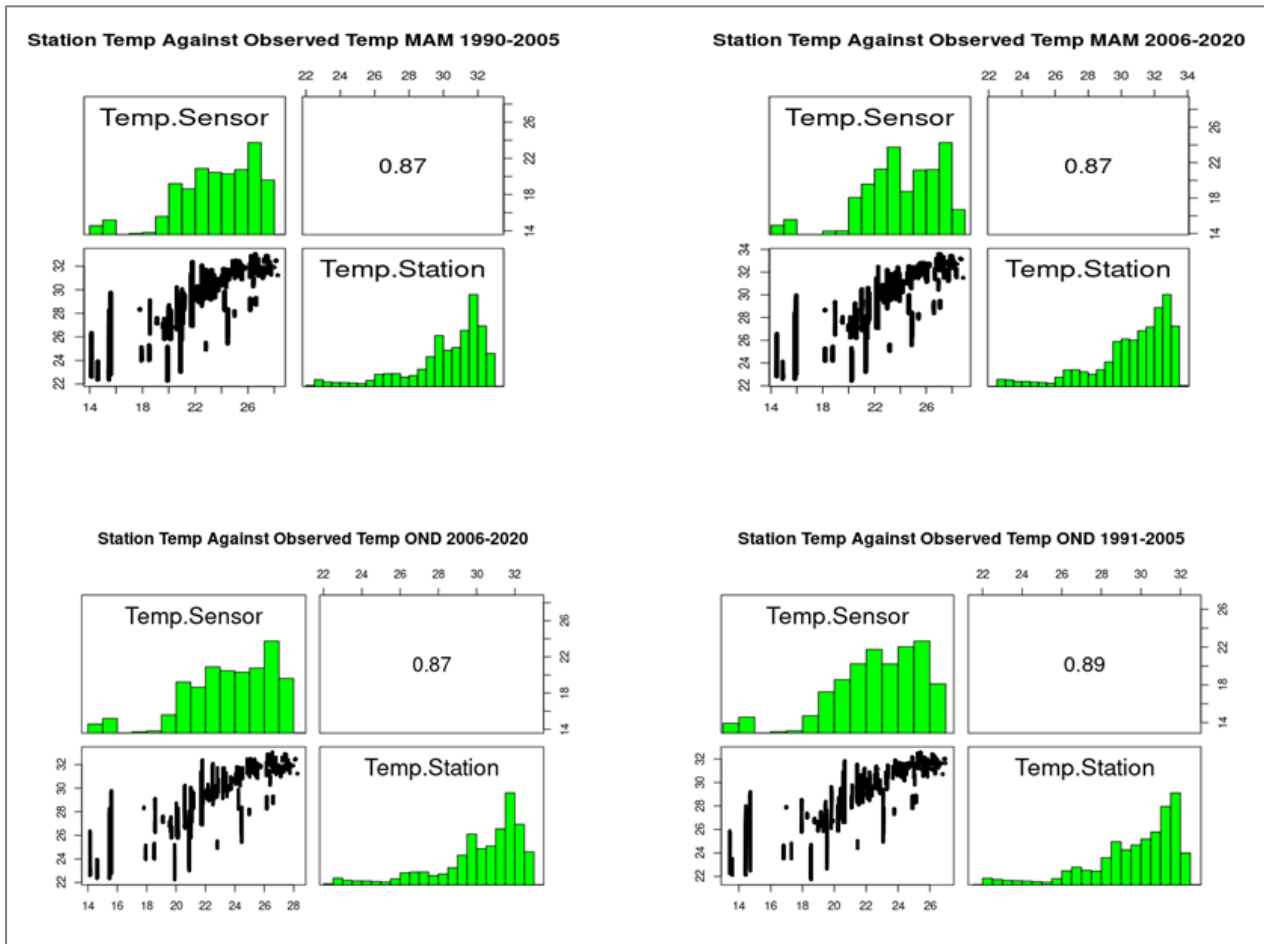 Station Temp Against Observed Temp MAM 1990-2005
22 24 26 28 30 32
Temp.Sensor
0.87
14 18 22 26
Temp.Station
22 24 26 28 30 32
14 18 22 26
Station Temp Against Observed Temp MAM 2006-2020
22 24 26 28 30 32 34
Temp.Sensor
0.87
14 18 22 26
Temp.Station
22 24 26 28 30 32 34
14 18 22 26
Station Temp Against Observed Temp OND 2006-2020
22 24 26 28 30 32
Temp.Sensor
0.87
14 18 22 26
Temp.Station
22 24 26 28 30 32
14 16 18 20 22 24 26 28
Station Temp Against Observed Temp OND 1991-2005
22 24 26 28 30 32
Temp.Sensor
0.89
14 18 22 26
Temp.Station
22 24 26 28 30 32
14 16 18 20 22 24 26